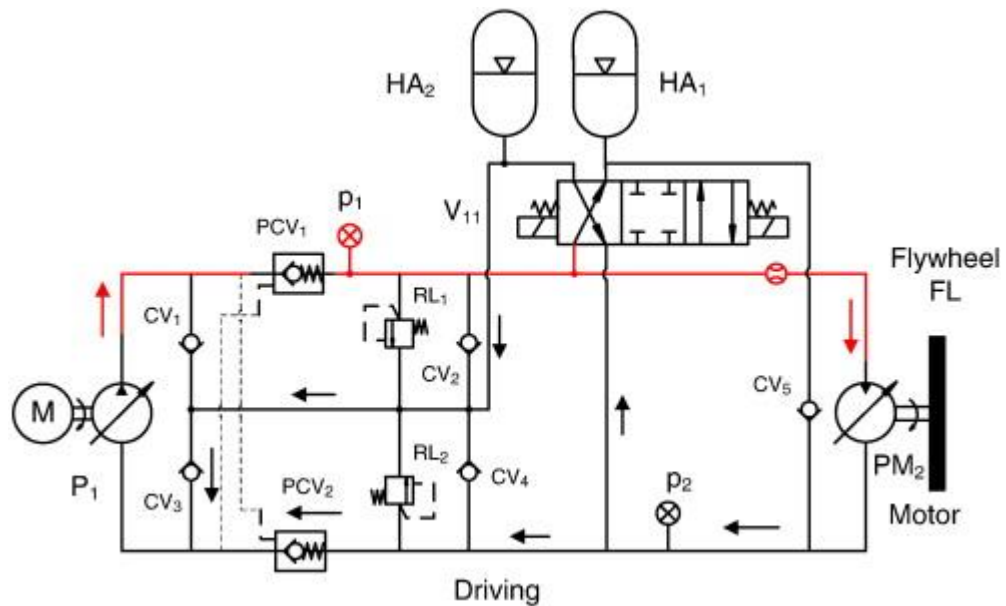 HA₂
HA₁
p₁
V₁₁
PCV₁
Flywheel
FL
RL₁
CV₁
CV₂
CV₅
M
P₁
RL₂
CV₃
PCV₂
CV₄
p₂
PM₂
Motor
Driving